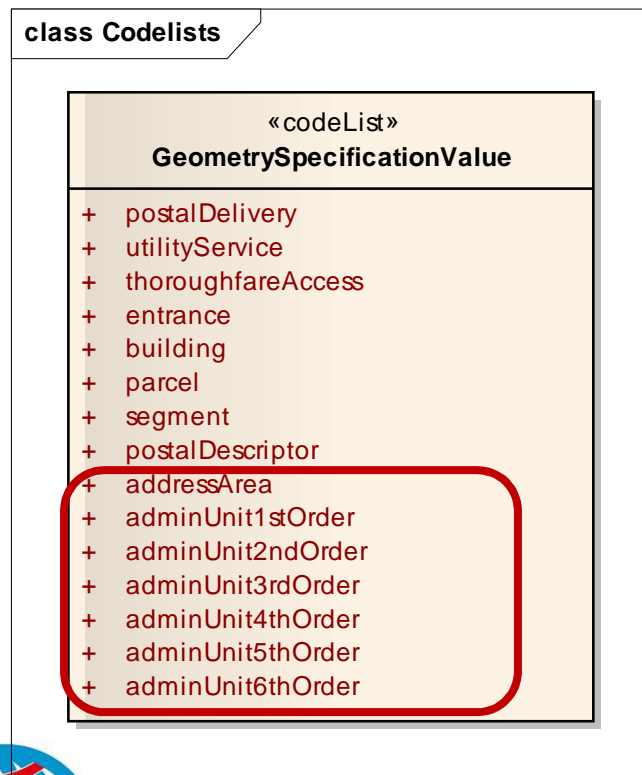 class Codelists
«codeList»
GeometrySpecificationValue
+ postalDelivery
+ utilityService
+ thoroughfareAccess
+ entrance
+ building
+ parcel
+ segment
+ postalDescriptor
+ addressArea
+ adminUnit1stOrder
+ adminUnit2ndOrder
+ adminUnit3rdOrder
+ adminUnit4thOrder
+ adminUnit5thOrder
+ adminUnit6thOrder